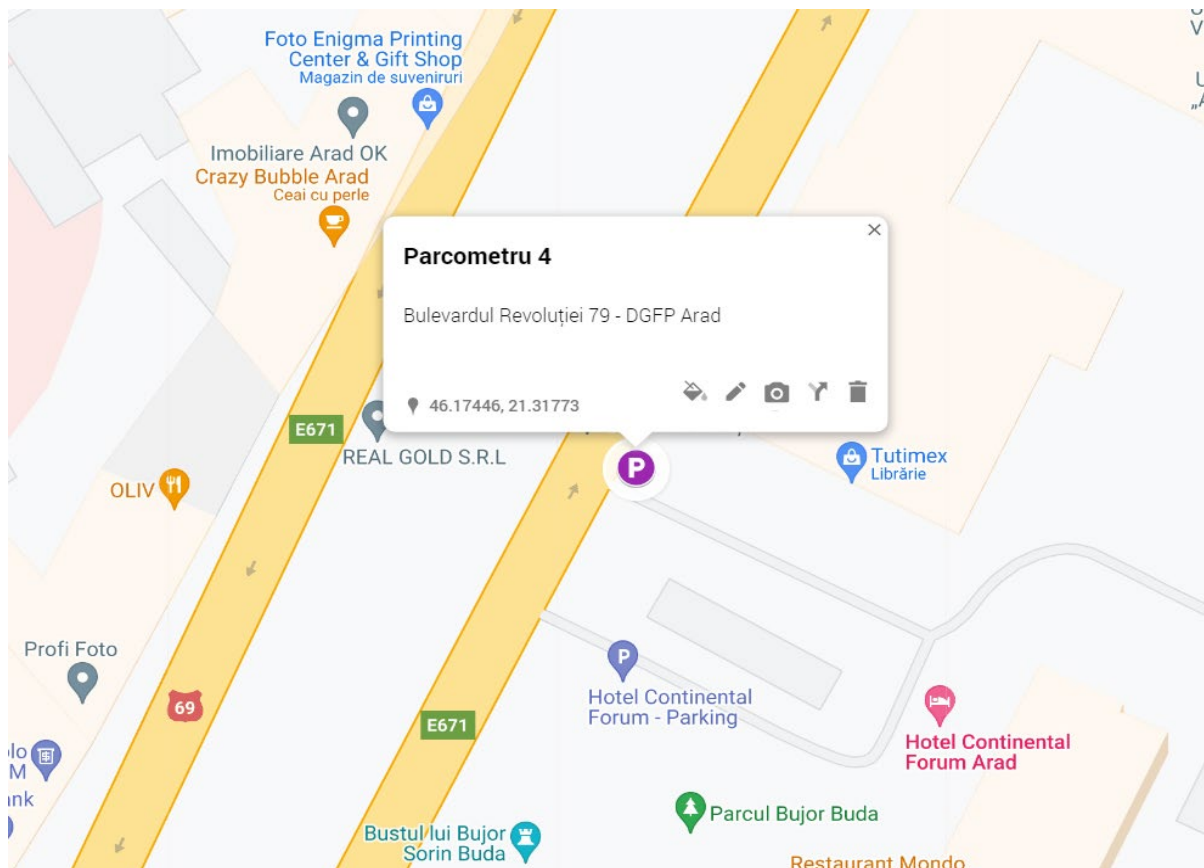 Foto Enigma Printing
Center & Gift Shop
Magazin de suveniruri
Imobiliare Arad OK
Crazy Bubble Arad
Ceai cu perle
Parcometru 4
Bulevardul Revoluției 79 - DGFP Arad
46.17446, 21.31773
E671
REAL GOLD S.R.L
P
Tutimex
Librărie
OLIV
Profi Foto
P
Hotel Continental
Forum - Parking
69
E671
Hotel Continental
Forum Arad
Parcul Bujor Buda
Bustul lui Bujor
Sorin Buda
Restaurant Mondo